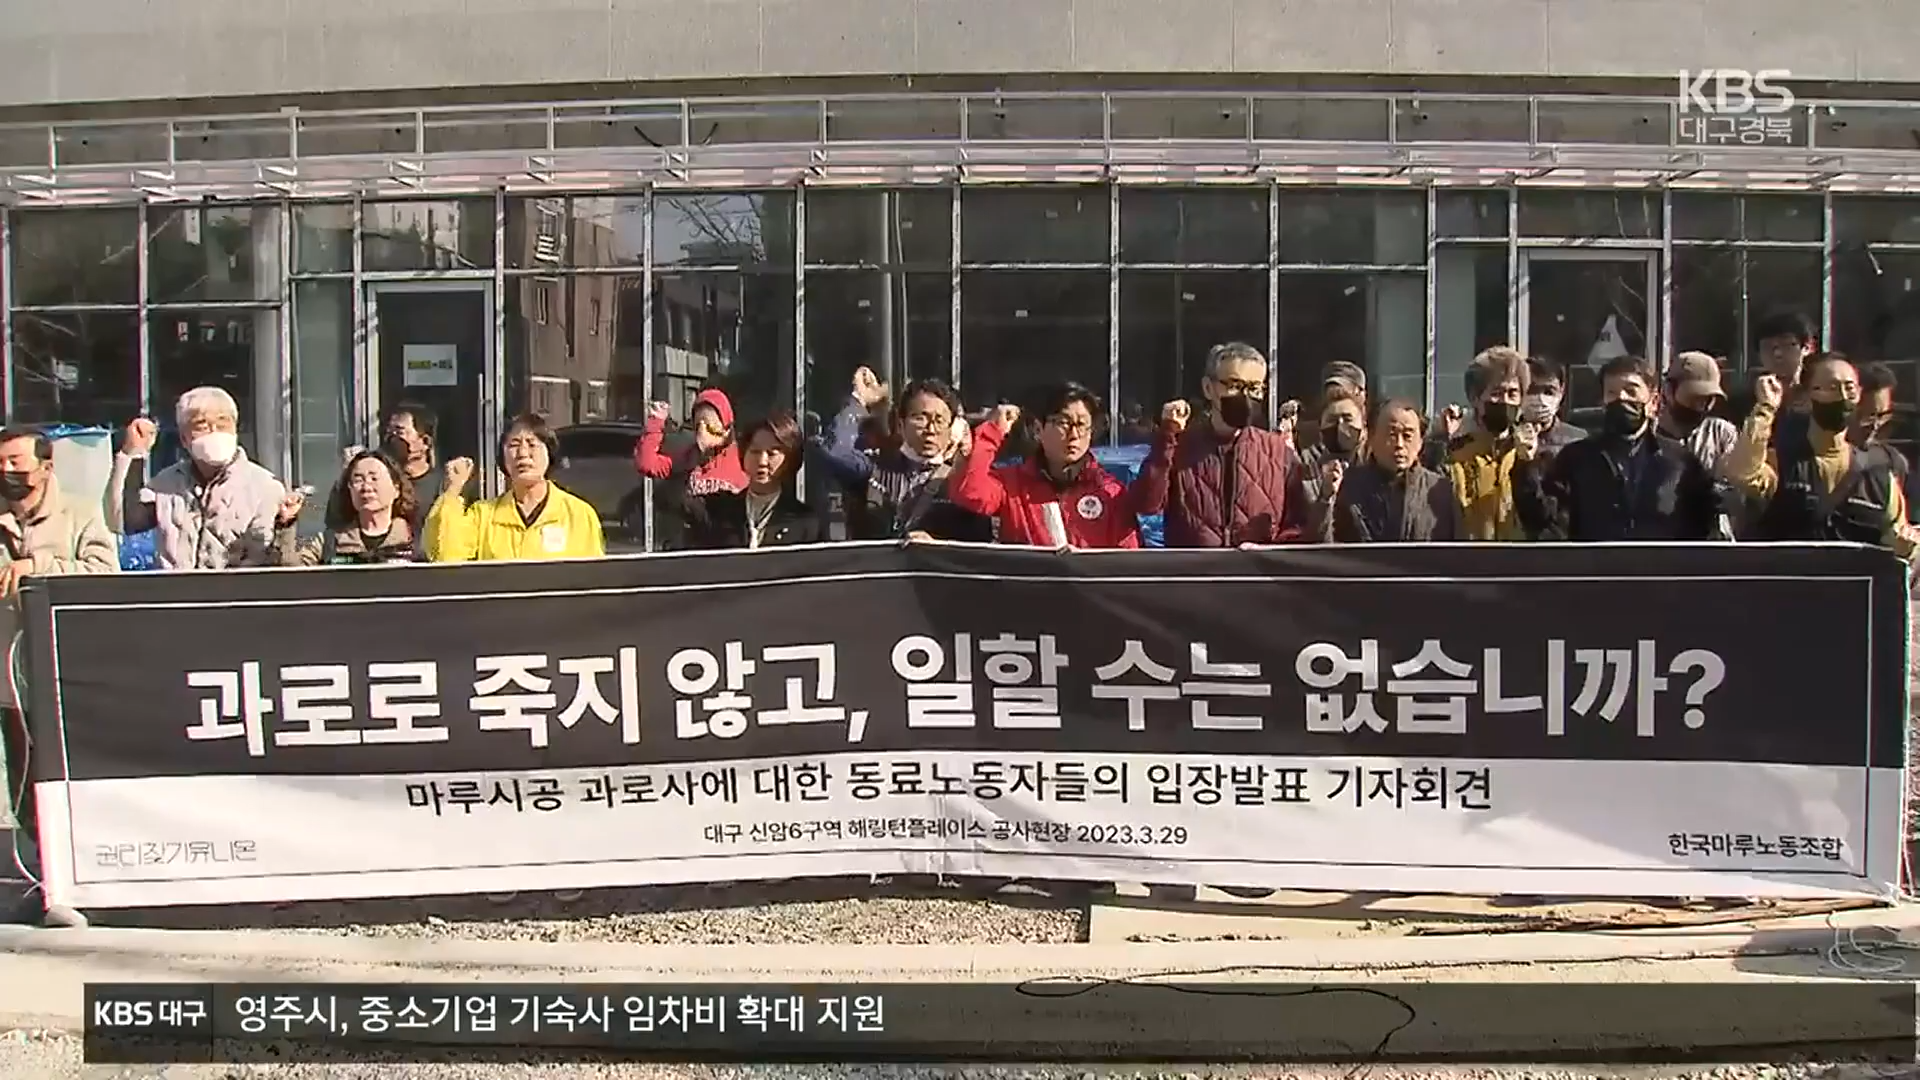 KBS
대구경북
과로로 죽지 않고, 일할 수는 없습니까?
마루시공 과로사에 대한 동료노동자들의 입장발표 기자회견
대구 신암6구역 해링턴플레이스 공사현장 2023.3.29
권리찾기유니온
한국마루노동조합
KBS 대구 영주시, 중소기업 기숙사 임차비 확대 지원